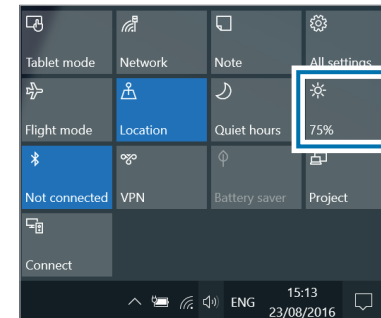 Tablet mode Network Note All settings
Flight mode Location Quiet hours 75%
Not connected VPN Battery saver Project
Connect
ENG 15:13
23/08/2016